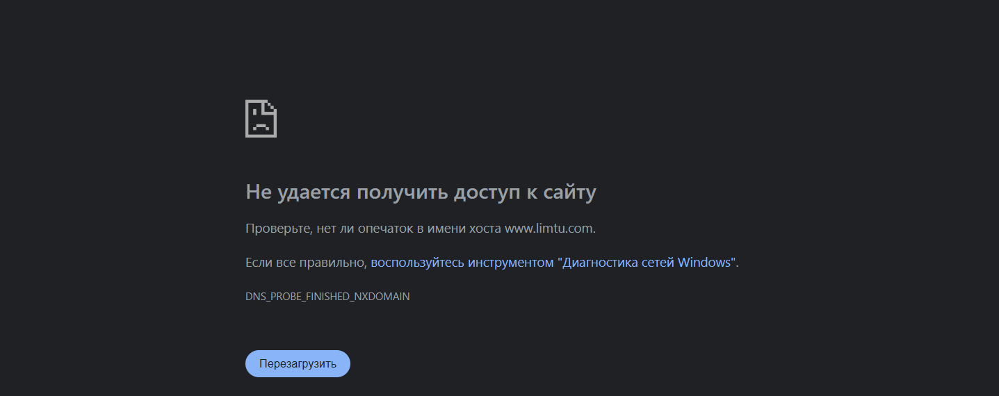 Не удается получить доступ к сайту
Проверьте, нет ли опечаток в имени хоста www.limtu.com.
Если все правильно, воспользуйтесь инструментом "Диагностика сетей Windows".
DNS_PROBE_FINISHED_NXDOMAIN
Перезагрузить